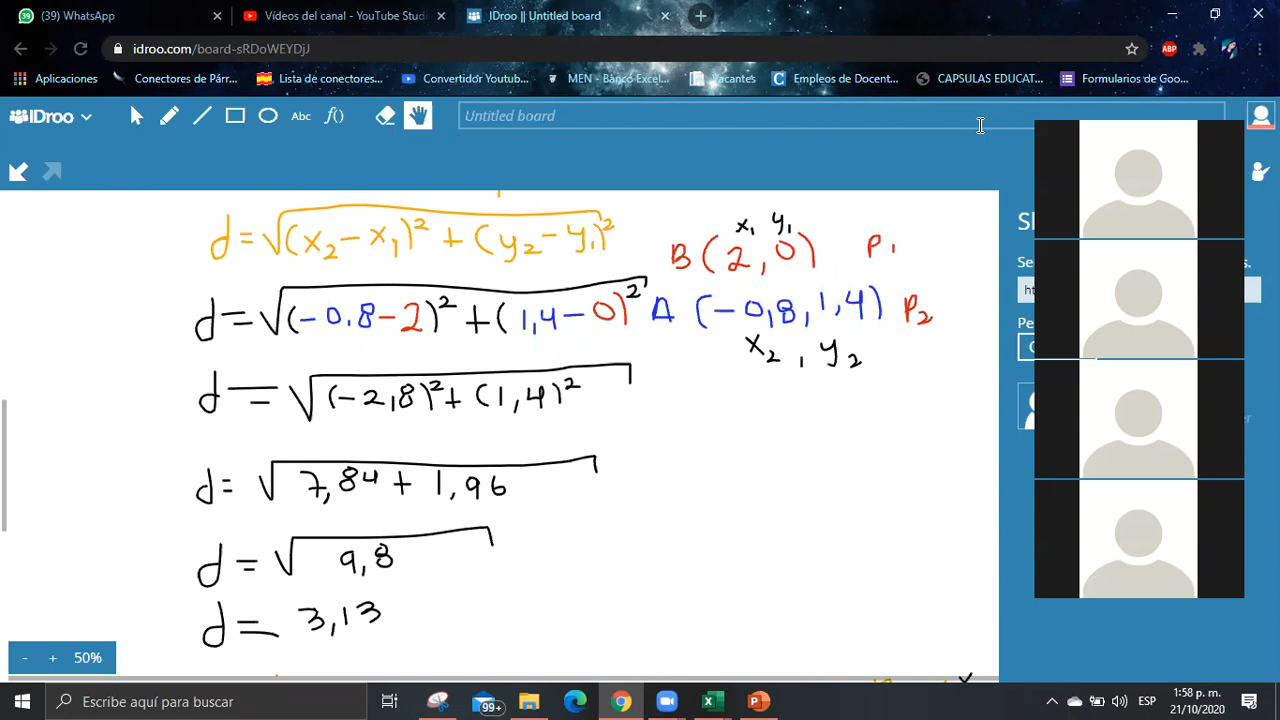 (39) WhatsApp
Vídeos del canal - YouTube Studi
IDroo || Untitled board
idroo.com/board-sRDoWEYDjJ
ABP
Aplicaciones
Conectores de Párr...
Lista de conectores...
Convertidor Youtub...
MEN - Banco Excel...
Vacantes
Empleos de Docent...
CAPSULAS EDUCAT...
Formularios de Goo...
IDroo
Abc
f()
Untitled board
d=√(x₂-x₁)²+(y₂-y₁)²
x₁ y₁
B(2,0) P₁
d=√(-0,8-2)²+(1,4-0)² A (-0,8,1,4) P₂
x₂, y₂
d=√(-2,8)²+(1,4)²
d=√7,84+1,96
d=√9,8
d=3,13
- + 50%
Escribe aquí para buscar
99+
ESP
1:58 p. m.
21/10/2020